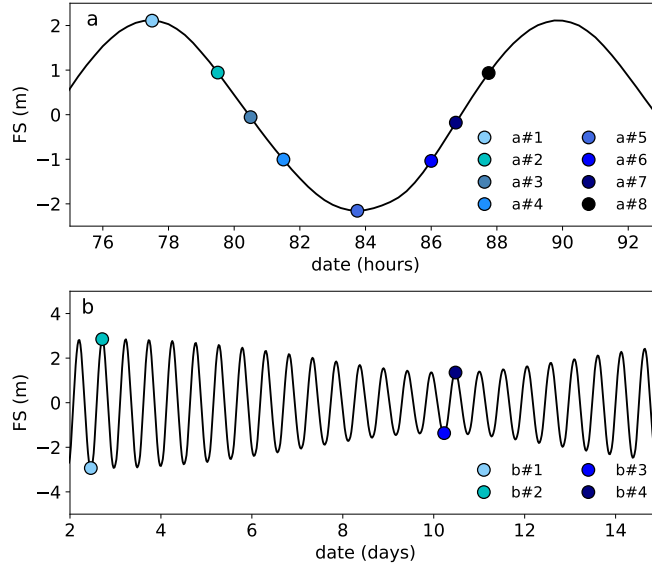 a
FS (m)
2
1
0
−1
−2
a#1 a#5
a#2 a#6
a#3 a#7
a#4 a#8
76 78 80 82 84 86 88 90 92
date (hours)
b
FS (m)
4
2
0
−2
−4
b#1 b#3
b#2 b#4
2 4 6 8 10 12 14
date (days)